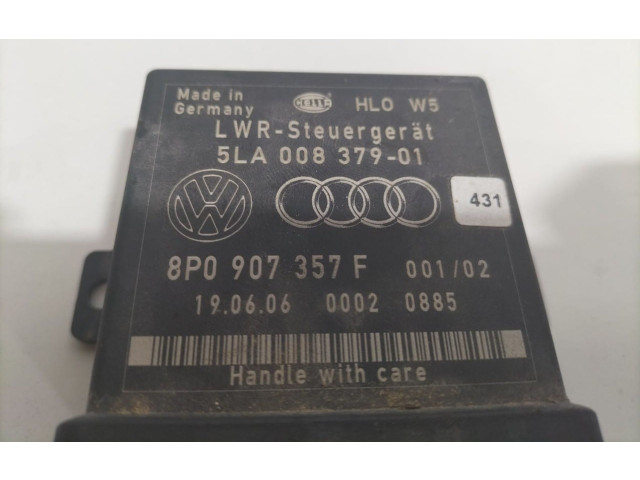 Made in
Germany
HELLA
HLO W5
LWR-Steuergerät
5LA 008 379-01
431
8P0 907 357 F 001/02
19.06.06 0002 0885
Handle with care